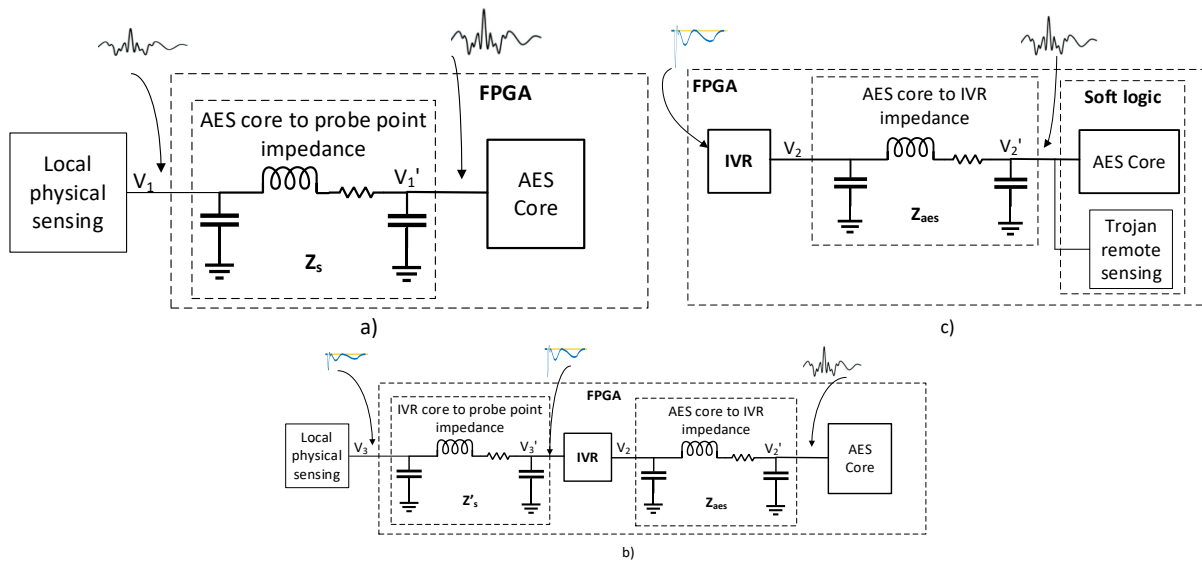 FPGA
AES core to probe point
impedance
Local
physical
sensing
V1
V1'
AES
Core
Zs
a)
FPGA
AES core to IVR
impedance
Soft logic
IVR
V2
V2'
AES Core
Zaes
Trojan
remote
sensing
c)
FPGA
IVR core to probe point
impedance
AES core to IVR
impedance
Local
physical
sensing
V3
V3'
IVR
V2
V2'
AES
Core
Z's
Zaes
b)